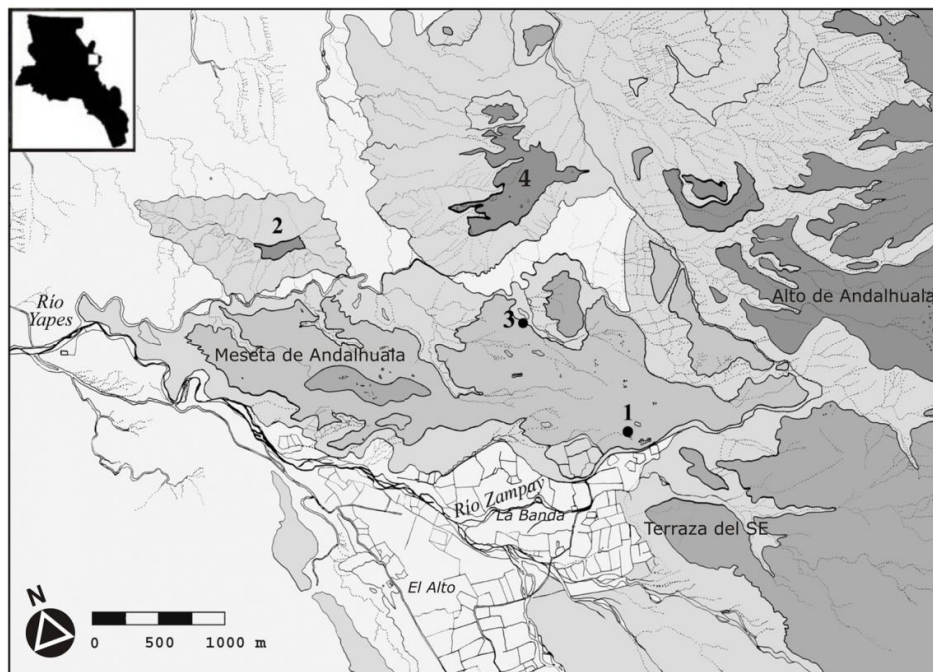 4
2
Alto de Andalhuala
Río
Yapes
3
Meseta de Andalhuala
1
Río Zampay
La Banda
Terraza del SE
El Alto
N
0 500 1000 m